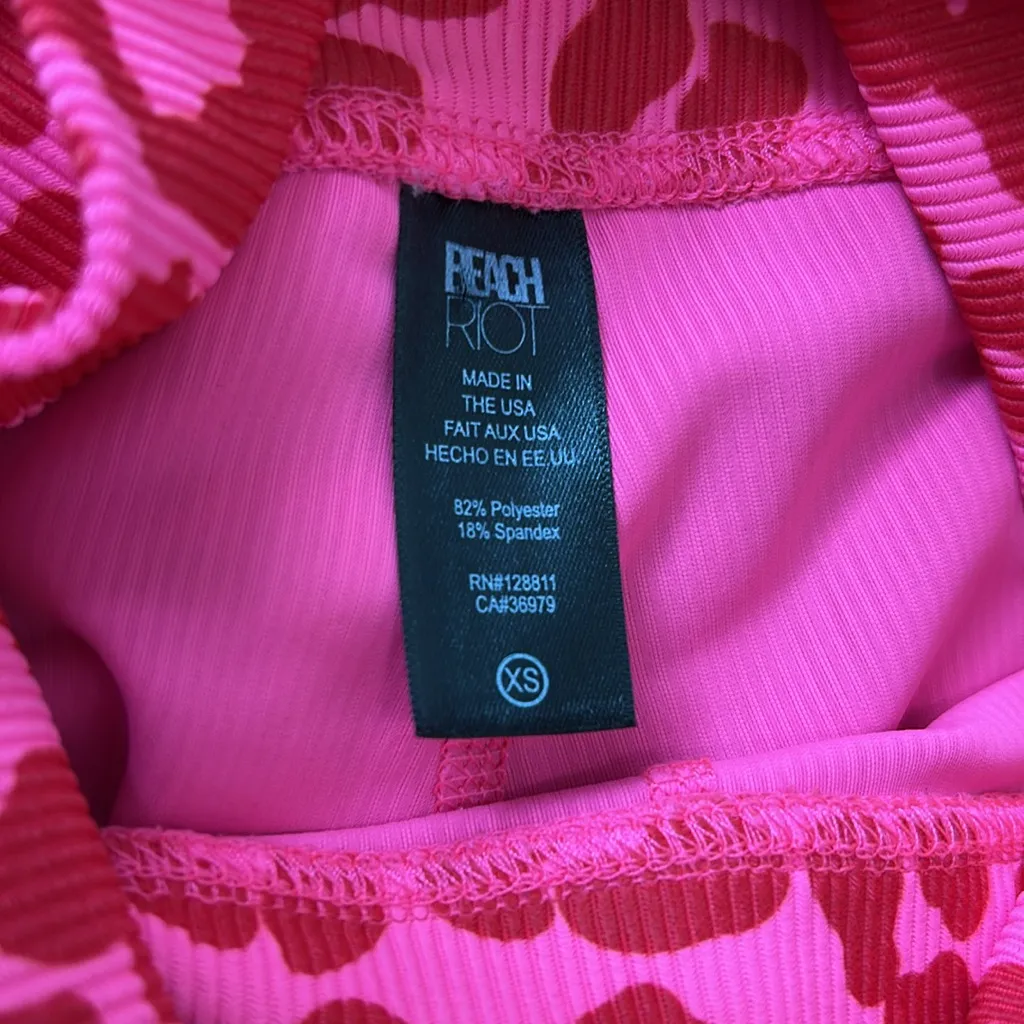 BEACH
RIOT
MADE IN
THE USA
FAIT AUX USA
HECHO EN EE.UU.
82% Polyester
18% Spandex
RN#128811
CA#36979
XS